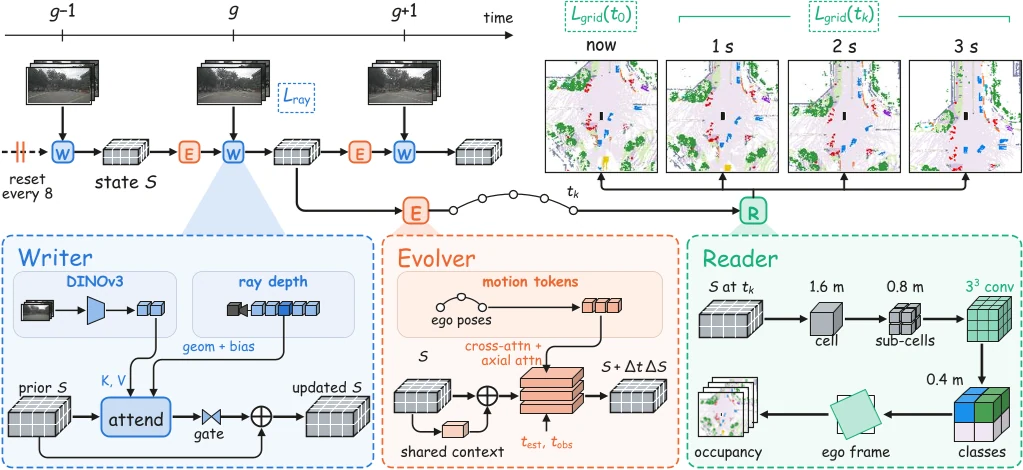 g−1
g
g+1
time
L_grid(t_0)
L_grid(t_k)
now
1 s
2 s
3 s
L_ray
W
E
W
E
W
reset
every 8
state S
E
t_k
R
Writer
DINOv3
ray depth
geom + bias
K, V
prior S
updated S
attend
gate
Evolver
motion tokens
ego poses
cross-attn +
axial attn
S
S + Δt ΔS
shared context
t_est, t_obs
Reader
S at t_k
1.6 m
0.8 m
3³ conv
cell
sub-cells
0.4 m
occupancy
ego frame
classes